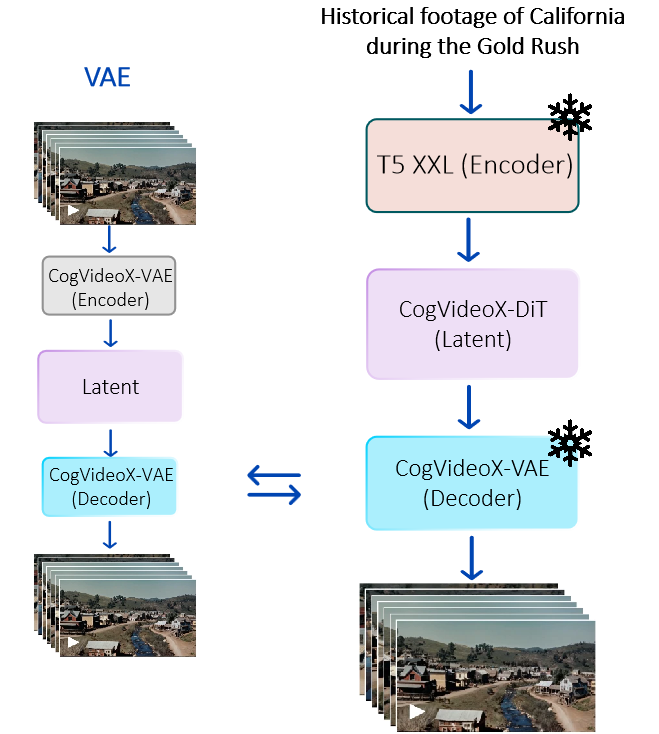 Historical footage of California
during the Gold Rush
VAE
CogVideoX-VAE
(Encoder)
Latent
CogVideoX-VAE
(Decoder)
T5 XXL (Encoder)
CogVideoX-DiT
(Latent)
CogVideoX-VAE
(Decoder)